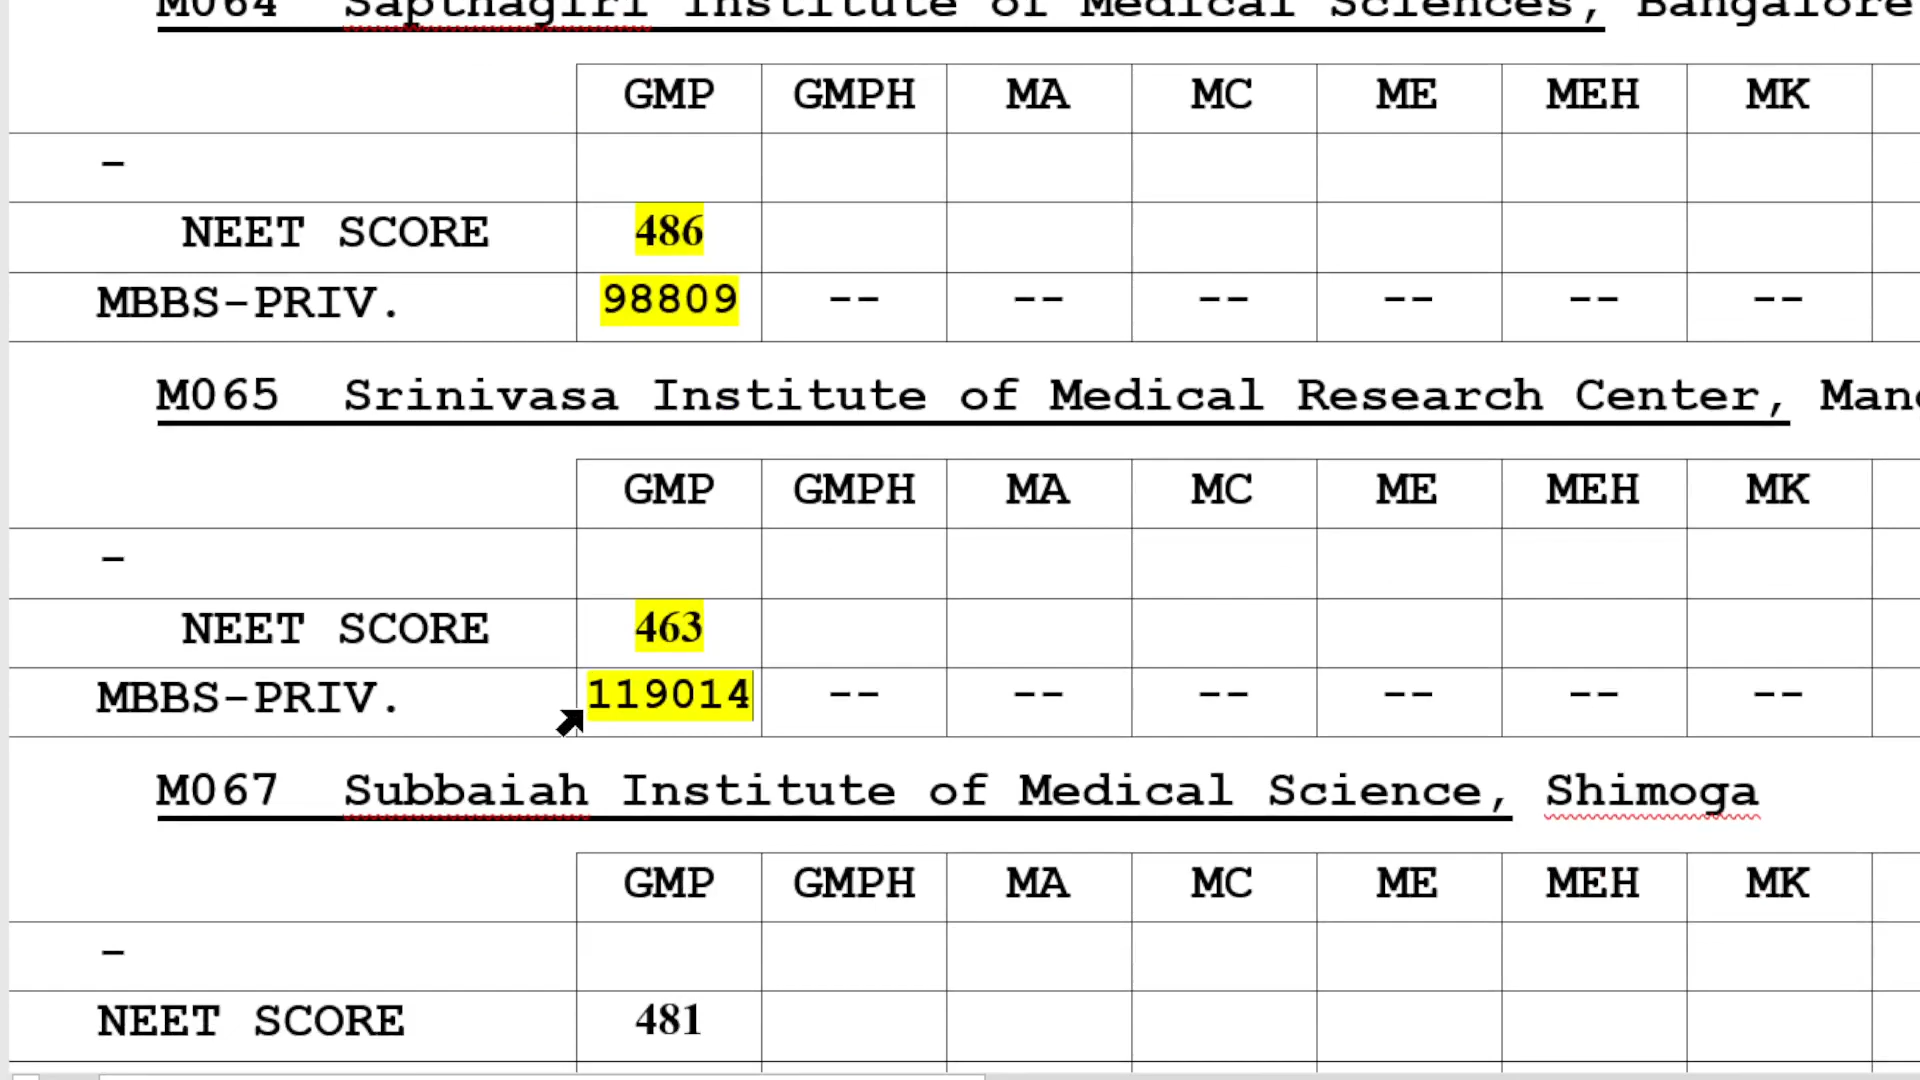 M064 Sapthagiri Institute of Medical Sciences, Bangalore
GMP GMPH MA MC ME MEH MK
-
NEET SCORE 486
MBBS-PRIV. 98809 -- -- -- -- -- --
M065 Srinivasa Institute of Medical Research Center,
GMP GMPH MA MC ME MEH MK
-
NEET SCORE 463
MBBS-PRIV. 119014 -- -- -- -- -- --
M067 Subbaiah Institute of Medical Science, Shimoga
GMP GMPH MA MC ME MEH MK
-
NEET SCORE 481